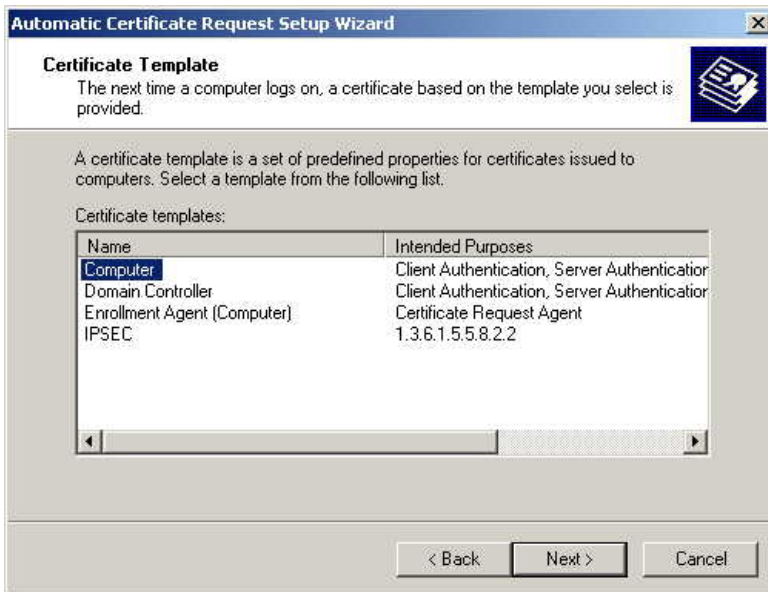 Automatic Certificate Request Setup Wizard
Certificate Template
The next time a computer logs on, a certificate based on the template you select is
provided.
A certificate template is a set of predefined properties for certificates issued to
computers. Select a template from the following list.
Certificate templates:
Name Intended Purposes
Computer Client Authentication, Server Authentication
Domain Controller Client Authentication, Server Authentication
Enrollment Agent (Computer) Certificate Request Agent
IPSEC 1.3.6.1.5.5.8.2.2
< Back Next > Cancel